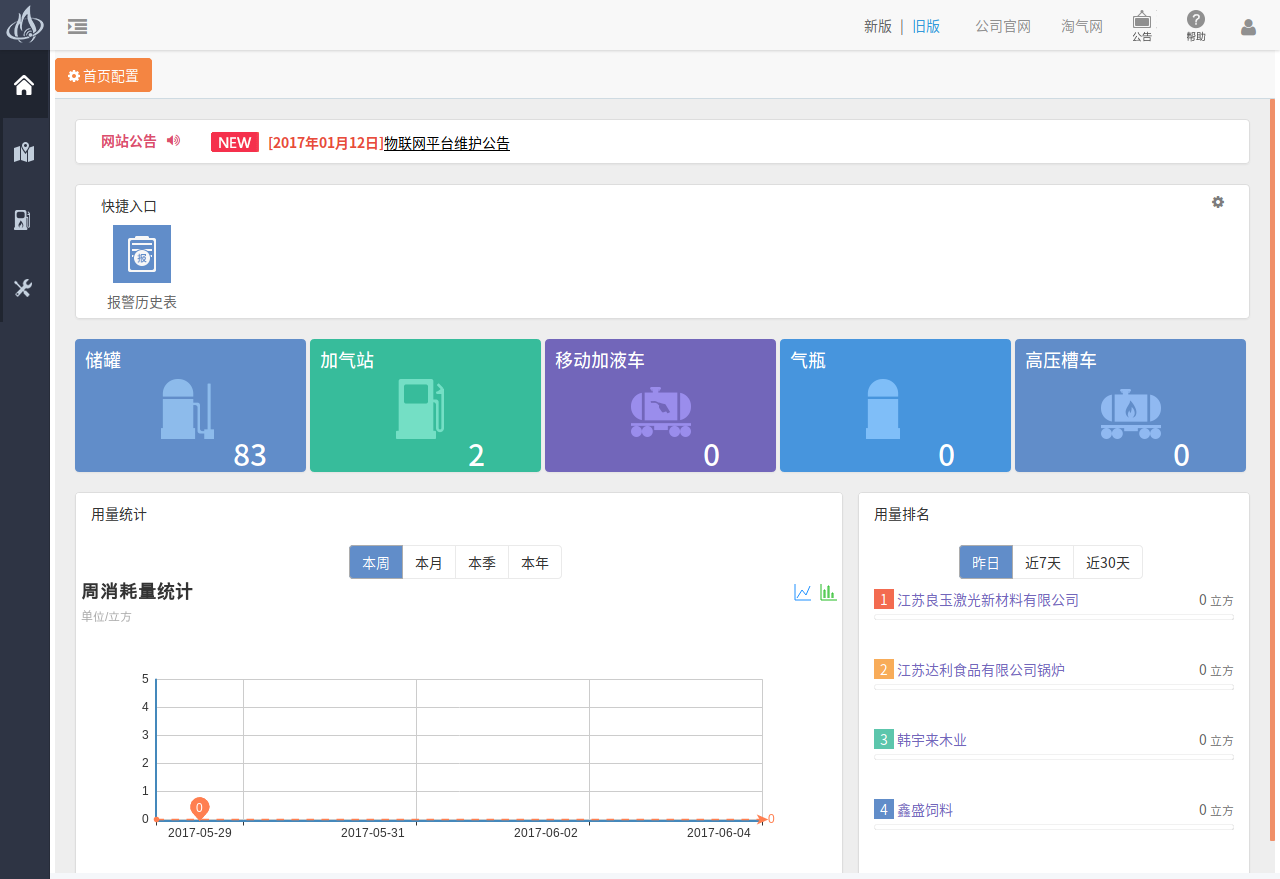 新版 | 旧版 公司官网 淘气网 公告 帮助
首页配置
网站公告 NEW [2017年01月12日]物联网平台维护公告
快捷入口
报
报警历史表
储罐 加气站 移动加液车 气瓶 高压槽车
83 2 0 0 0
用量统计
本周 本月 本季 本年
周消耗量统计
单位/立方
5
4
3
2
1
0
0 0
2017-05-29 2017-05-31 2017-06-02 2017-06-04
用量排名
昨日 近7天 近30天
1 江苏良玉激光新材料有限公司 0 立方
2 江苏达利食品有限公司锅炉 0 立方
3 韩宇来木业 0 立方
4 鑫盛饲料 0 立方